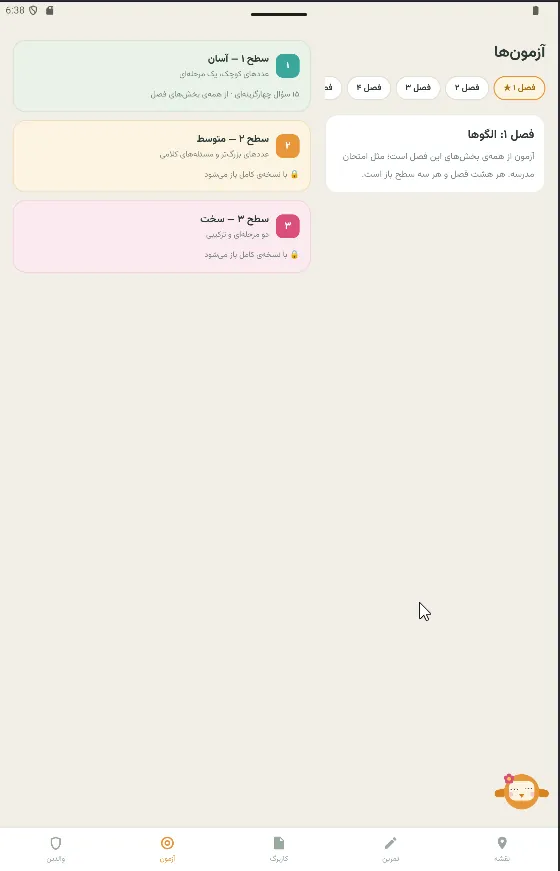 6:38
آزمون‌ها
فصل ۱ ★
فصل ۲
فصل ۳
فصل ۴
فصل ۱: الگوها
آزمون از همه‌ی بخش‌های این فصل است؛ مثل امتحان
مدرسه. هر هشت فصل و هر سه سطح باز است.
۱
سطح ۱ – آسان
عددهای کوچک، یک مرحله‌ای
۱۵ سؤال چهارگزینه‌ای · از همه‌ی بخش‌های فصل
۲
سطح ۲ – متوسط
عددهای بزرگ‌تر و مسئله‌های کلامی
🔒 با نسخه‌ی کامل باز می‌شود
۳
سطح ۳ – سخت
دو مرحله‌ای و ترکیبی
🔒 با نسخه‌ی کامل باز می‌شود
نقشه
تمرین
کاربرگ
آزمون
والدین